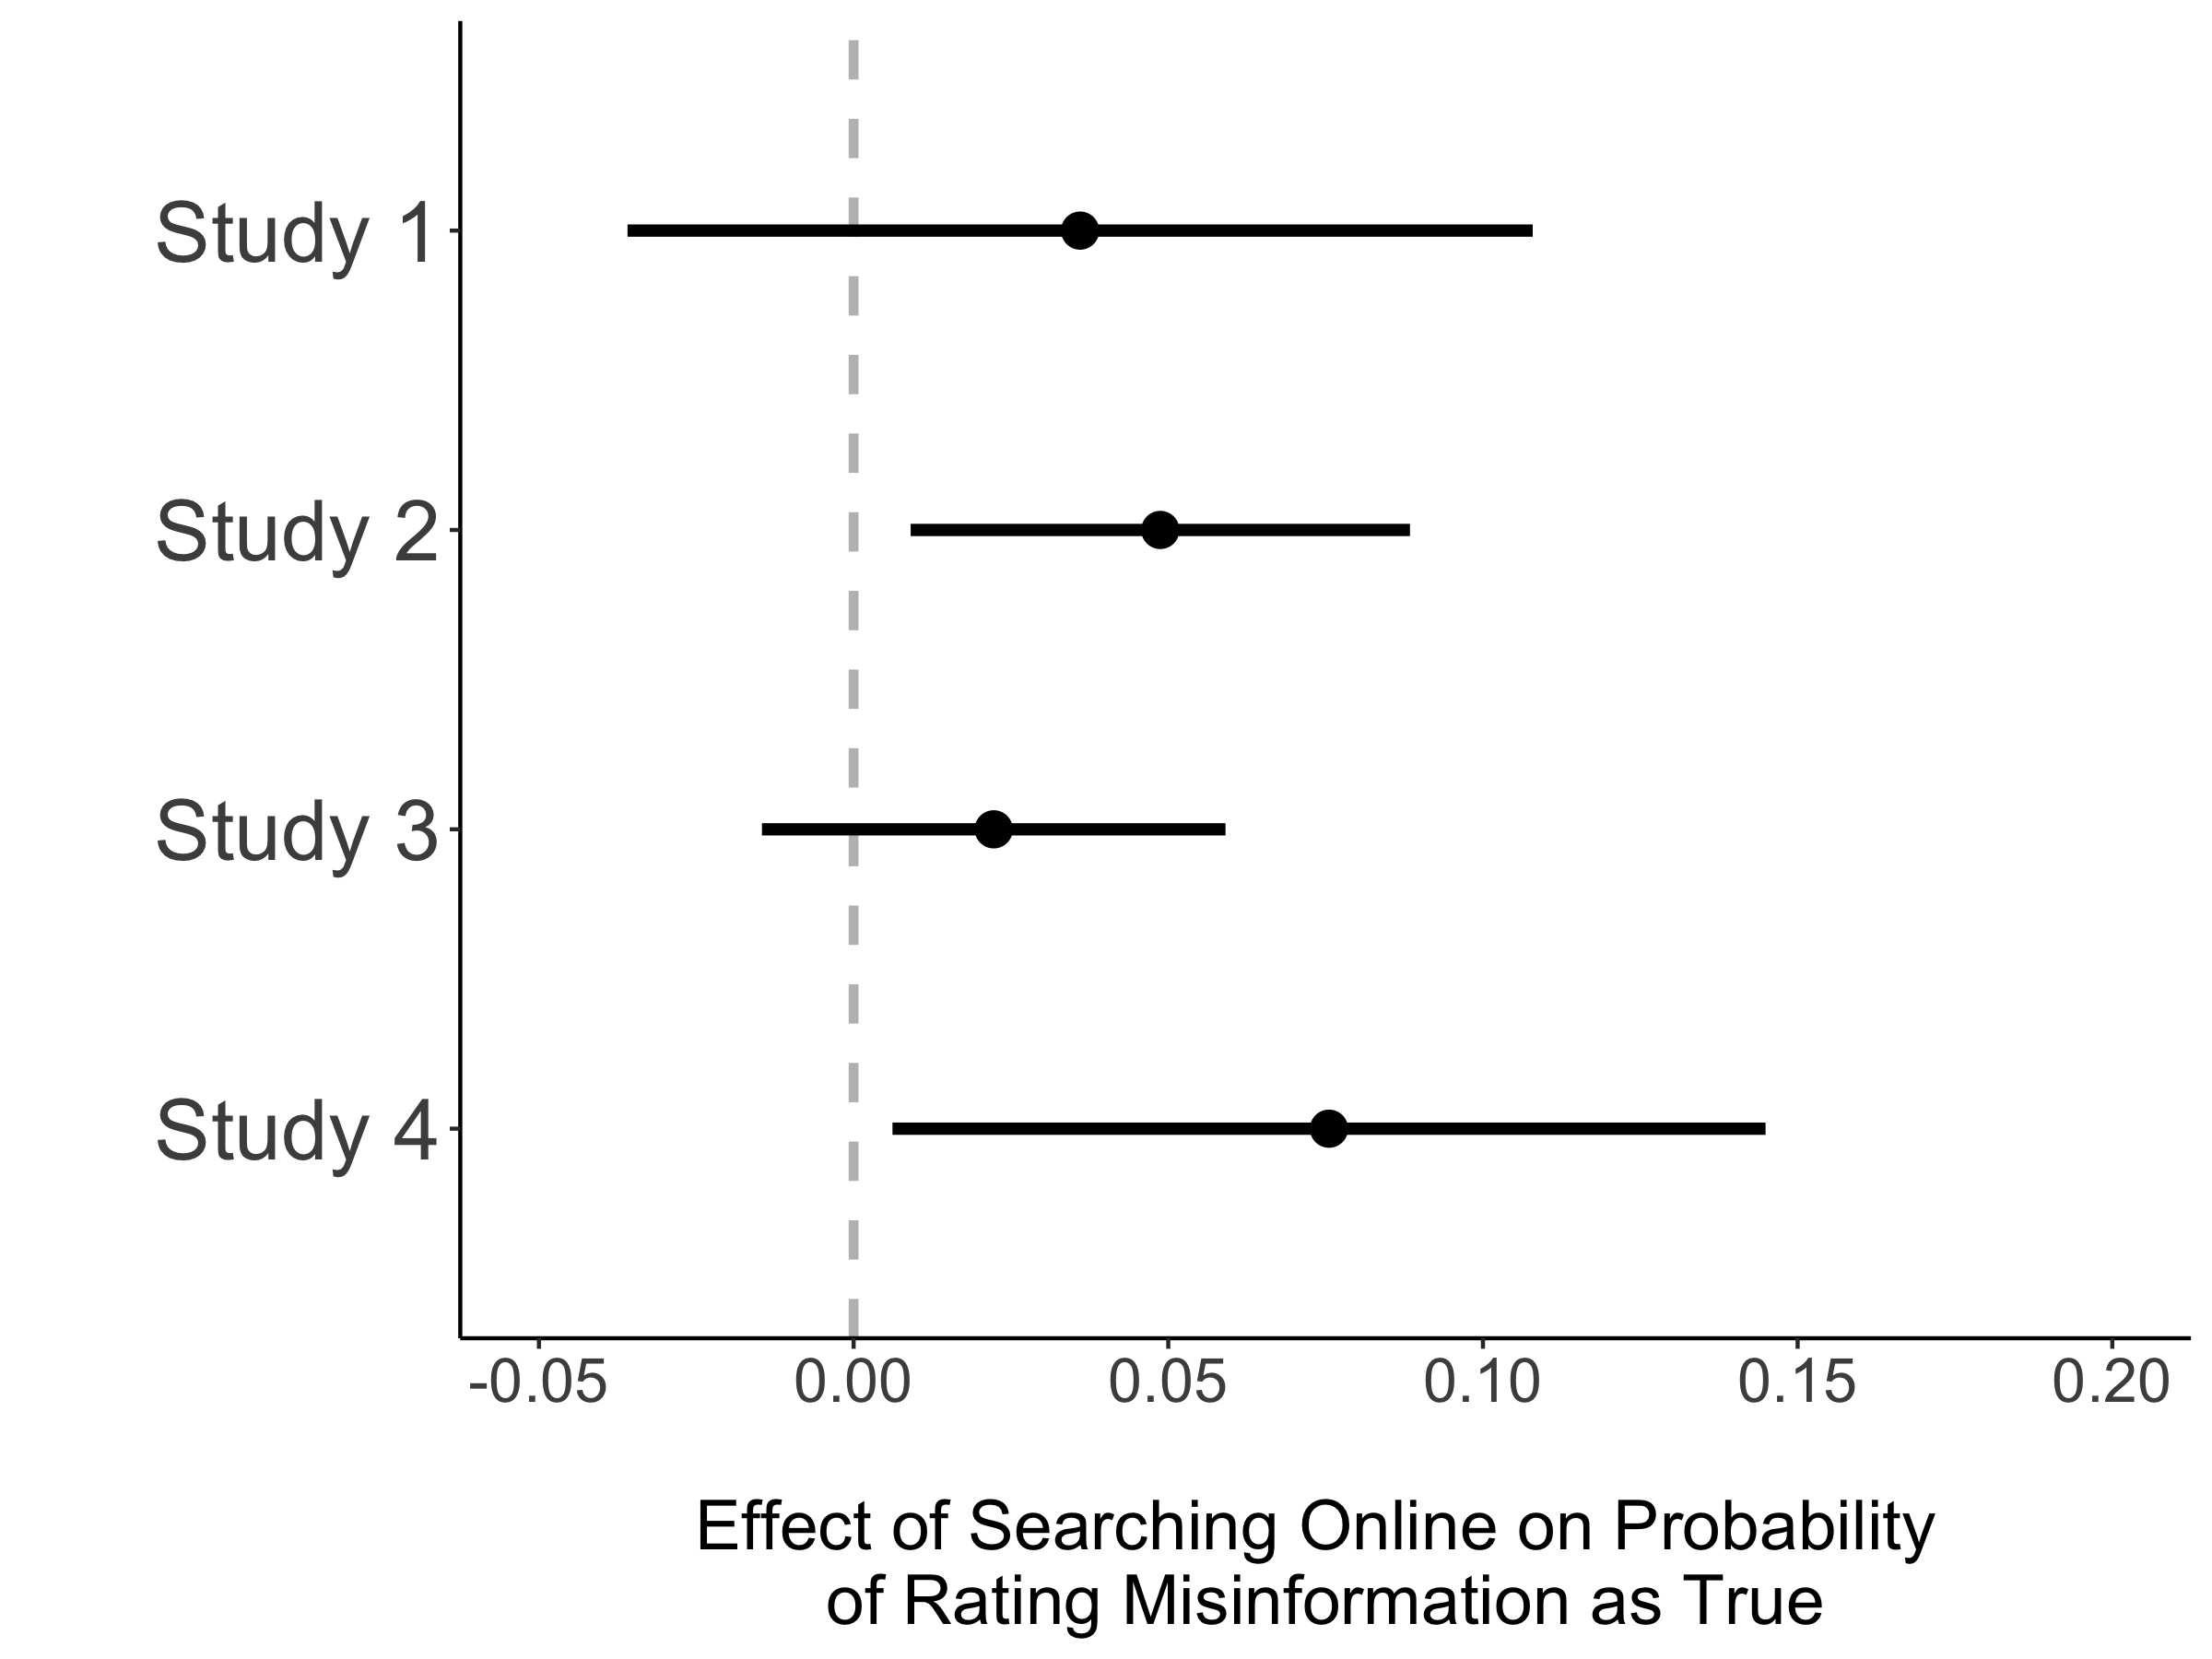 Study 1
Study 2
Study 3
Study 4
-0.05 0.00 0.05 0.10 0.15 0.20
Effect of Searching Online on Probability
of Rating Misinformation as True